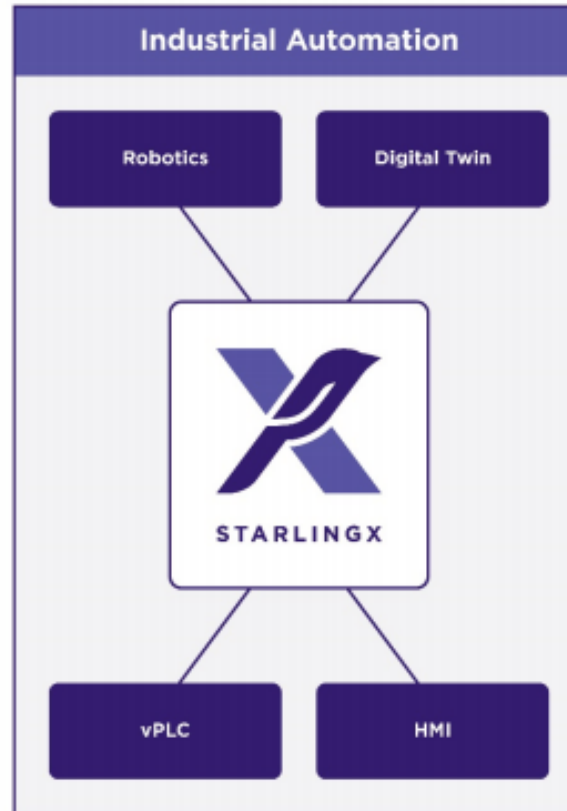 Industrial Automation
Robotics
Digital Twin
STARLINGX
vPLC
HMI